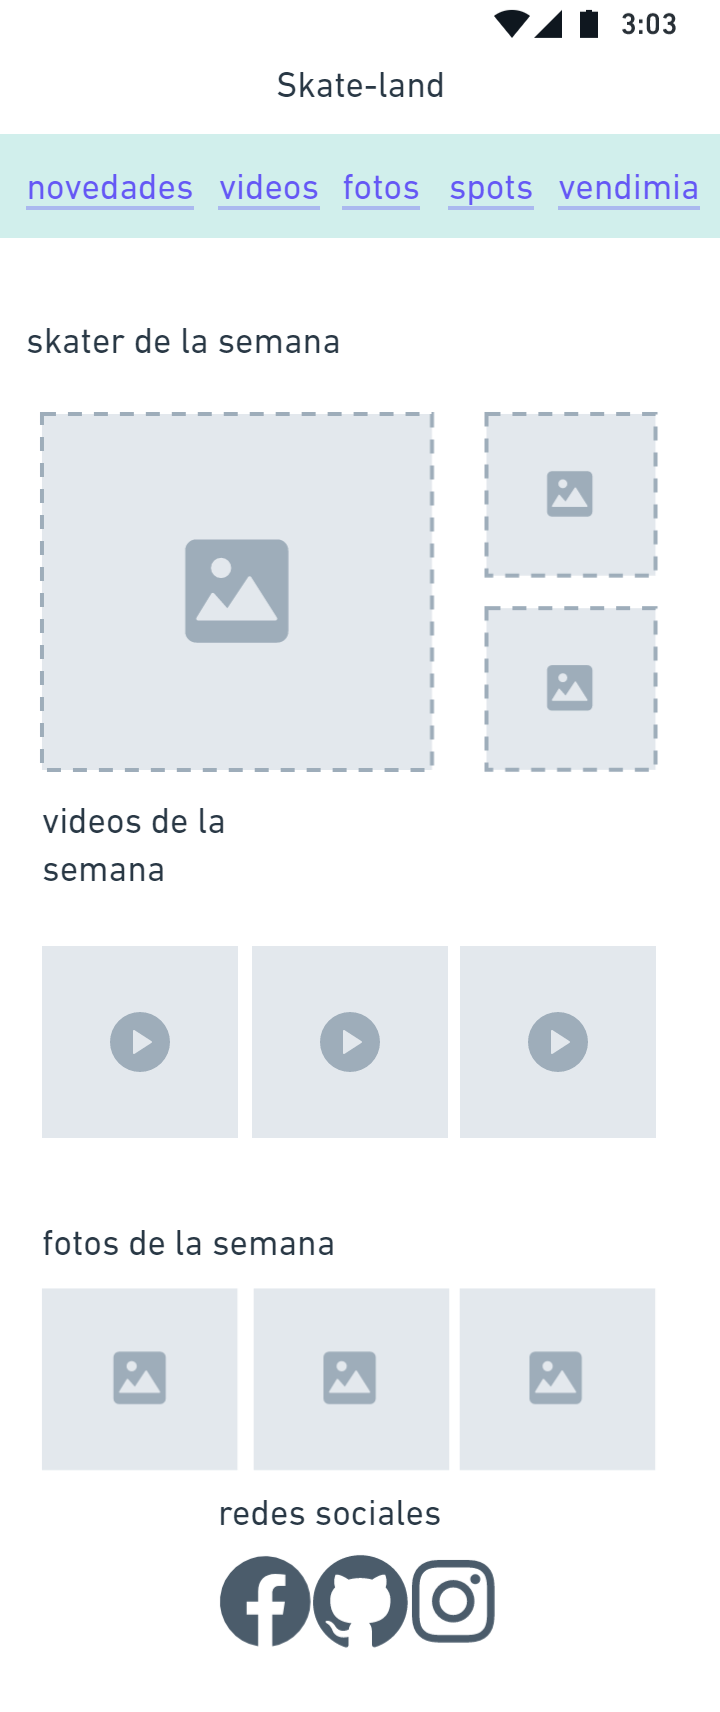 3:03
Skate-land
novedades videos fotos spots vendimia
skater de la semana
videos de la
semana
fotos de la semana
redes sociales